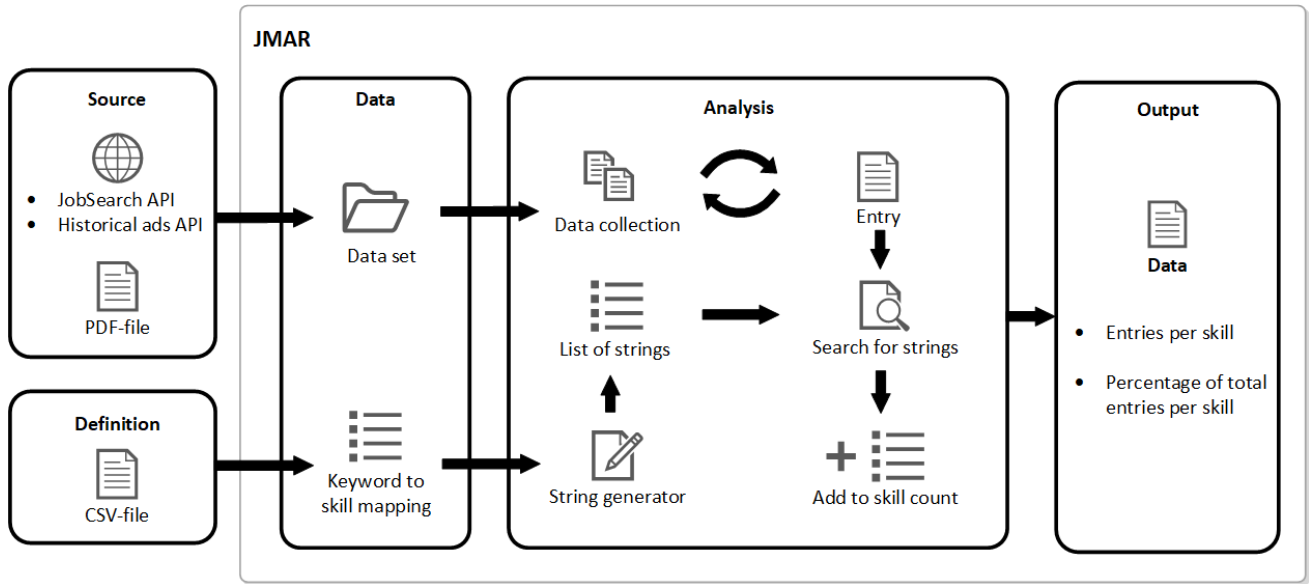 JMAR
Source
• JobSearch API
• Historical ads API
PDF-file
Definition
CSV-file
Data
Data set
Keyword to
skill mapping
Analysis
Data collection
Entry
List of strings
Search for strings
String generator
Add to skill count
Output
Data
• Entries per skill
• Percentage of total
entries per skill